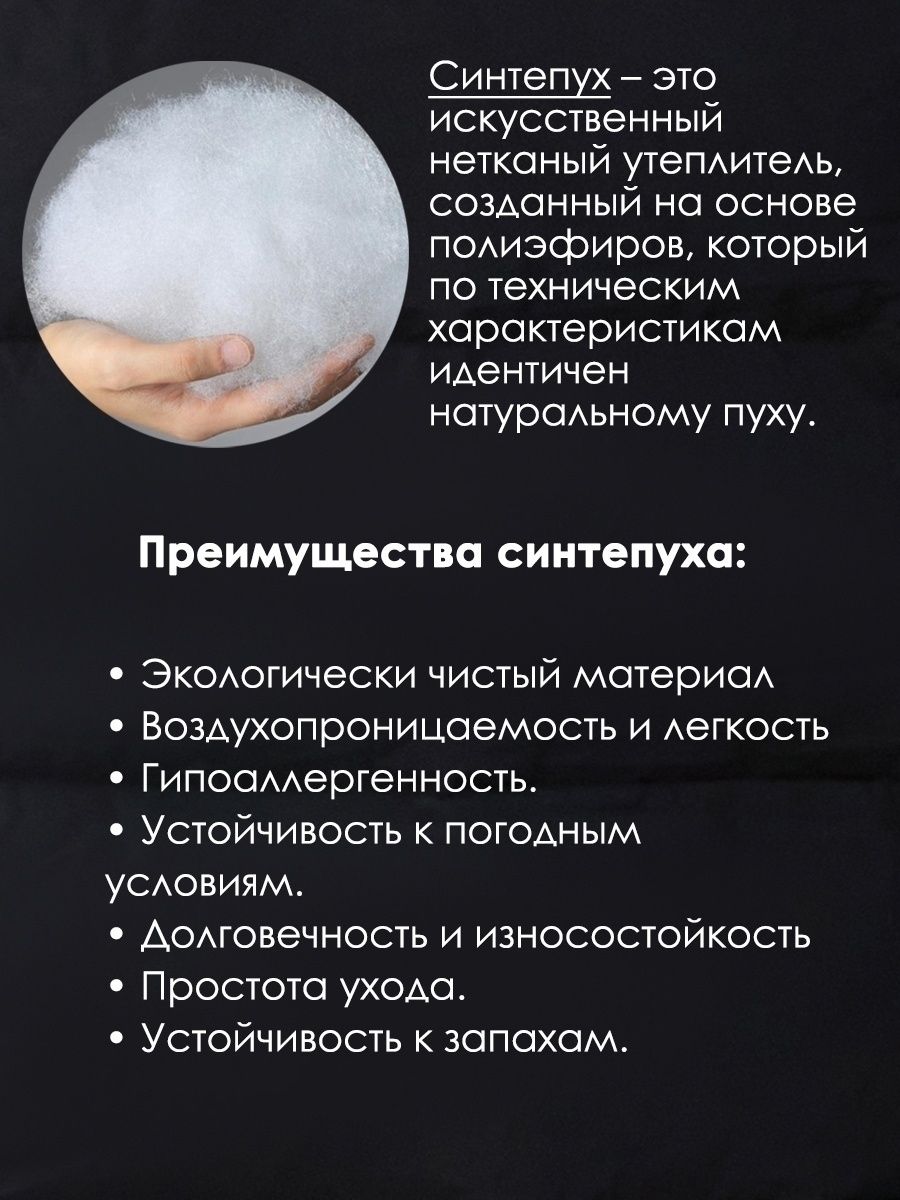 Синтепух – это
искусственный
нетканый утеплитель,
созданный на основе
полиэфиров, который
по техническим
характеристикам
идентичен
натуральному пуху.
Преимущества синтепуха:
• Экологически чистый материал
• Воздухопроницаемость и легкость
• Гипоаллергенность.
• Устойчивость к погодным
условиям.
• Долговечность и износостойкость
• Простота ухода.
• Устойчивость к запахам.